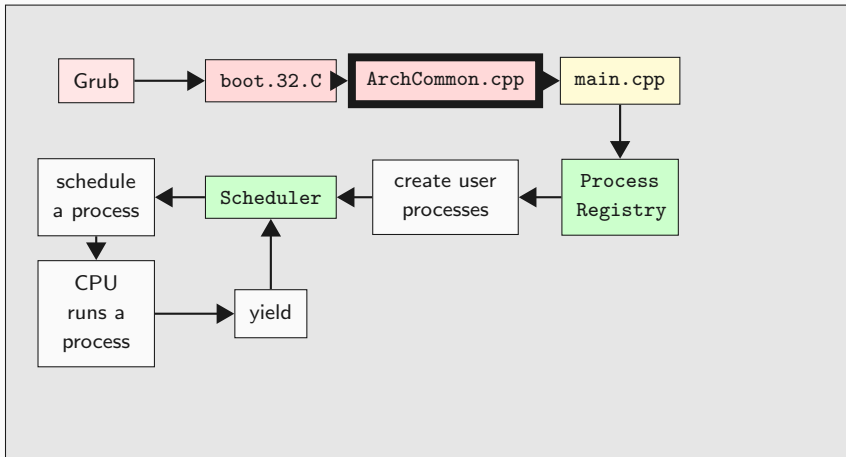 Grub
boot.32.C
ArchCommon.cpp
main.cpp
schedule
a process
Scheduler
create user
processes
Process
Registry
CPU
runs a
process
yield